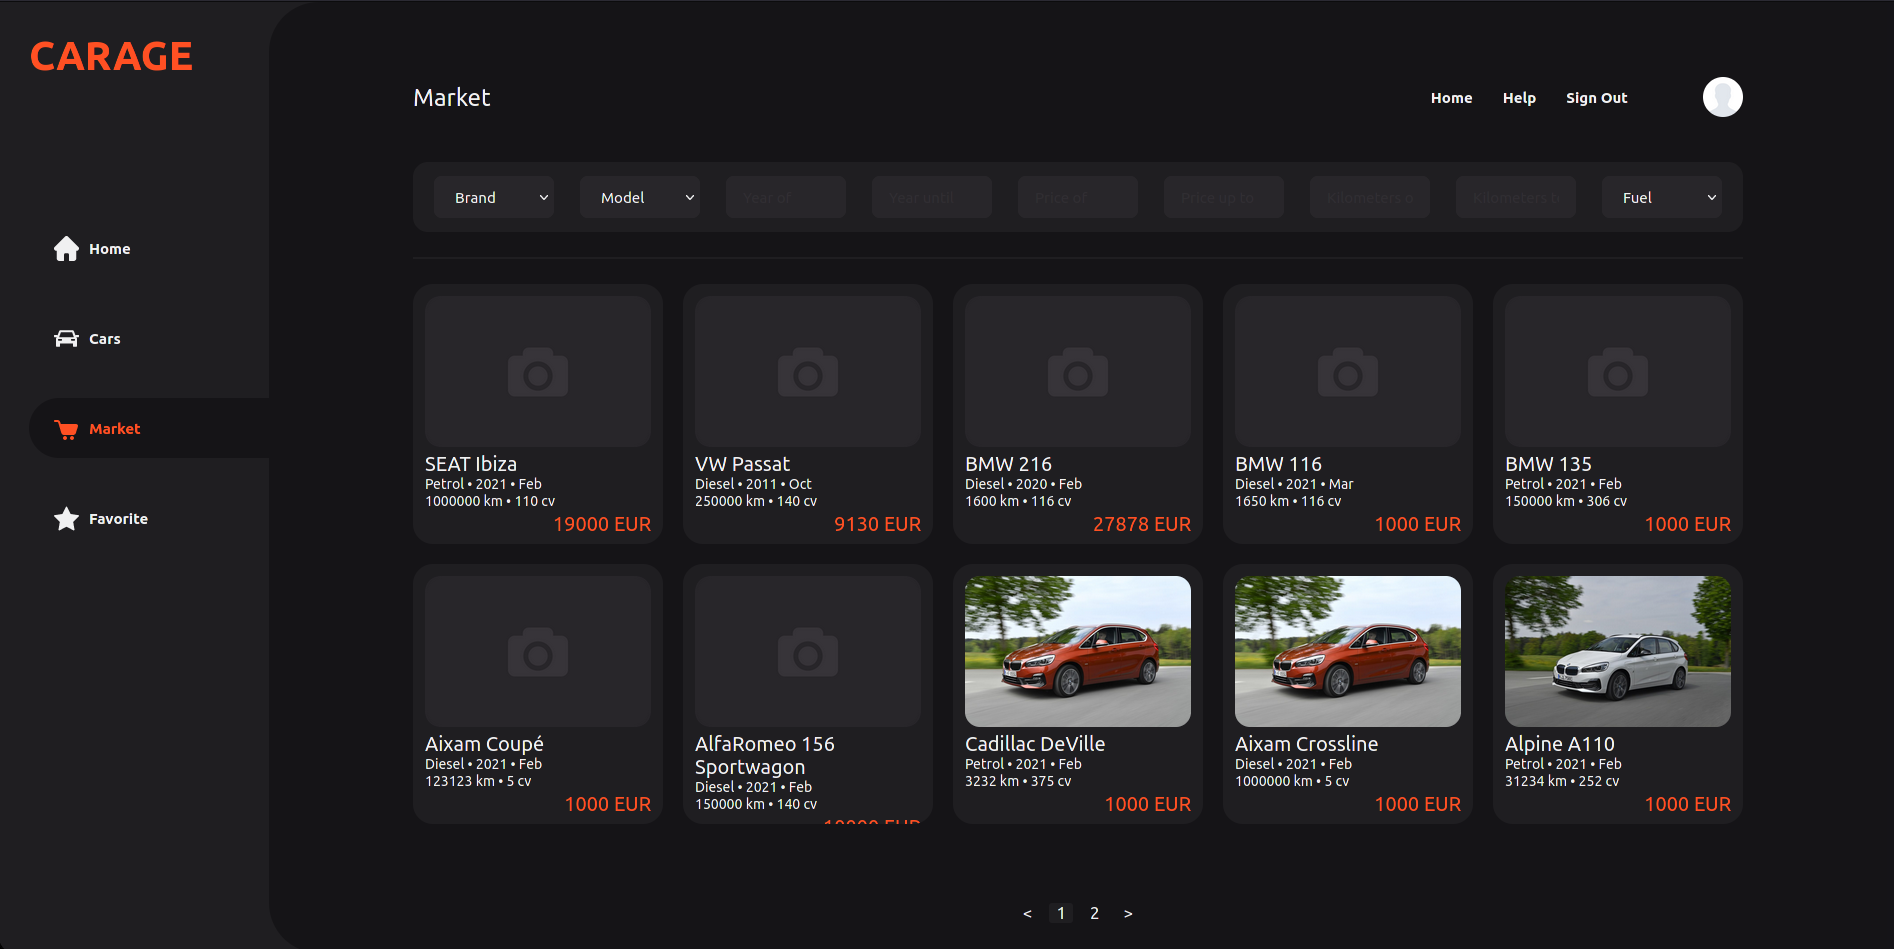 CARAGE
Market
Home Help Sign Out
Brand Model Year of Year until Price of Price up to Kilometers Kilometers Fuel
Home
Cars
Market
Favorite
SEAT Ibiza
Petrol • 2021 • Feb
1000000 km • 110 cv
19000 EUR
VW Passat
Diesel • 2011 • Oct
250000 km • 140 cv
9130 EUR
BMW 216
Diesel • 2020 • Feb
1600 km • 116 cv
27878 EUR
BMW 116
Diesel • 2021 • Mar
1650 km • 116 cv
1000 EUR
BMW 135
Petrol • 2021 • Feb
150000 km • 306 cv
1000 EUR
Aixam Coupé
Diesel • 2021 • Feb
123123 km • 5 cv
1000 EUR
AlfaRomeo 156
Sportwagon
Diesel • 2021 • Feb
150000 km • 140 cv
EUR
Cadillac DeVille
Petrol • 2021 • Feb
3232 km • 375 cv
1000 EUR
Aixam Crossline
Diesel • 2021 • Feb
1000000 km • 5 cv
1000 EUR
Alpine A110
Petrol • 2021 • Feb
31234 km • 252 cv
1000 EUR
< 1 2 >